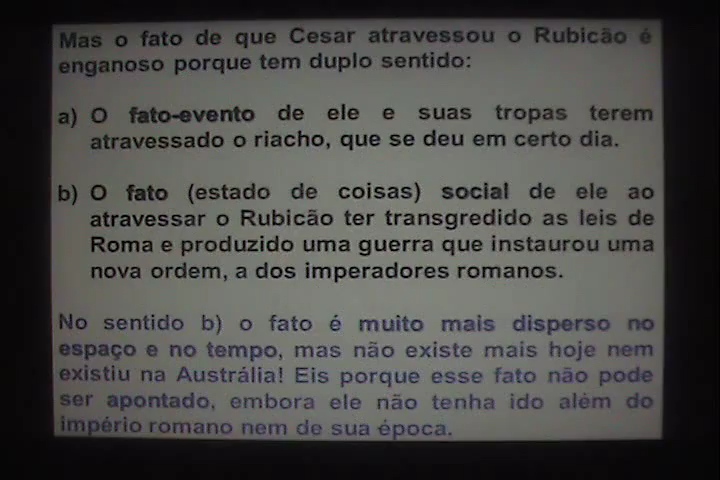 Mas o fato de que Cesar atravessou o Rubicão é
enganoso porque tem duplo sentido:
a) O fato-evento de ele e suas tropas terem
atravessado o riacho, que se deu em certo dia.
b) O fato (estado de coisas) social de ele ao
atravessar o Rubicão ter transgredido as leis de
Roma e produzido uma guerra que instaurou uma
nova ordem, a dos imperadores romanos.
No sentido b) o fato é muito mais disperso no
espaço e no tempo, mas não existe mais hoje nem
existiu na Austrália! Eis porque esse fato não pode
ser apontado, embora ele não tenha ido além do
império romano nem de sua época.